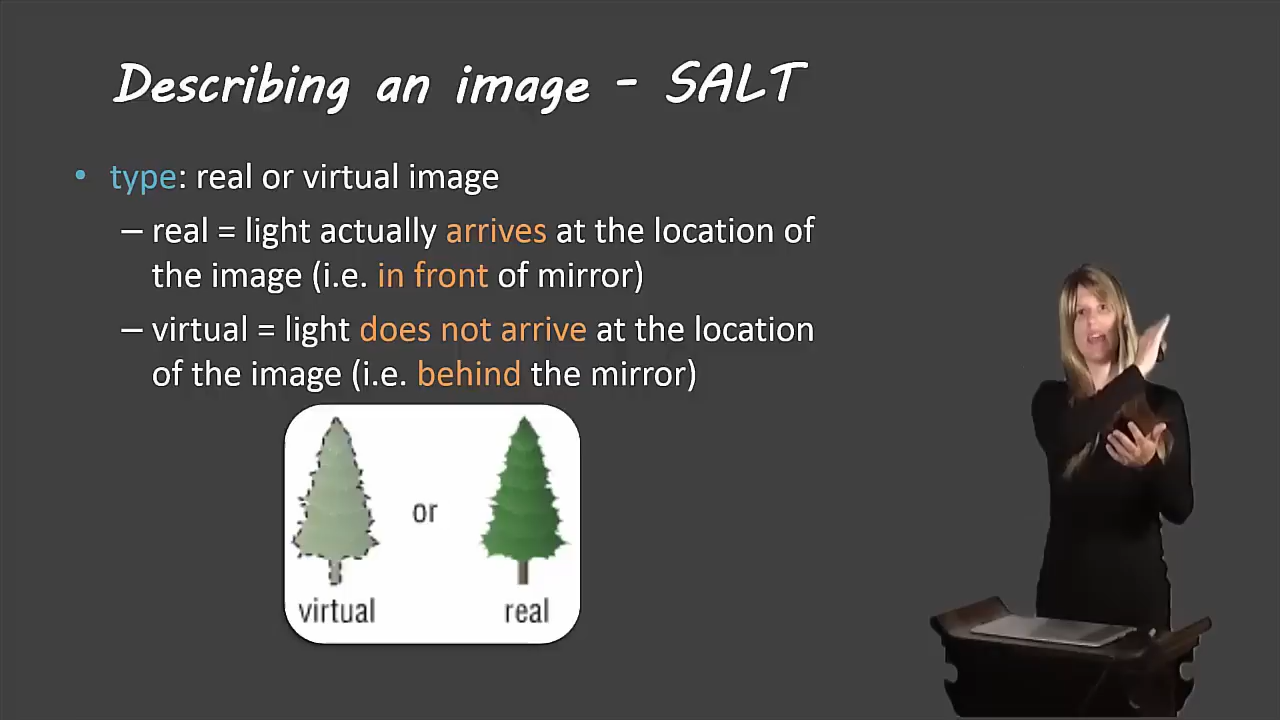 Describing an image - SALT
• type: real or virtual image
– real = light actually arrives at the location of
the image (i.e. in front of mirror)
– virtual = light does not arrive at the location
of the image (i.e. behind the mirror)
or
virtual real